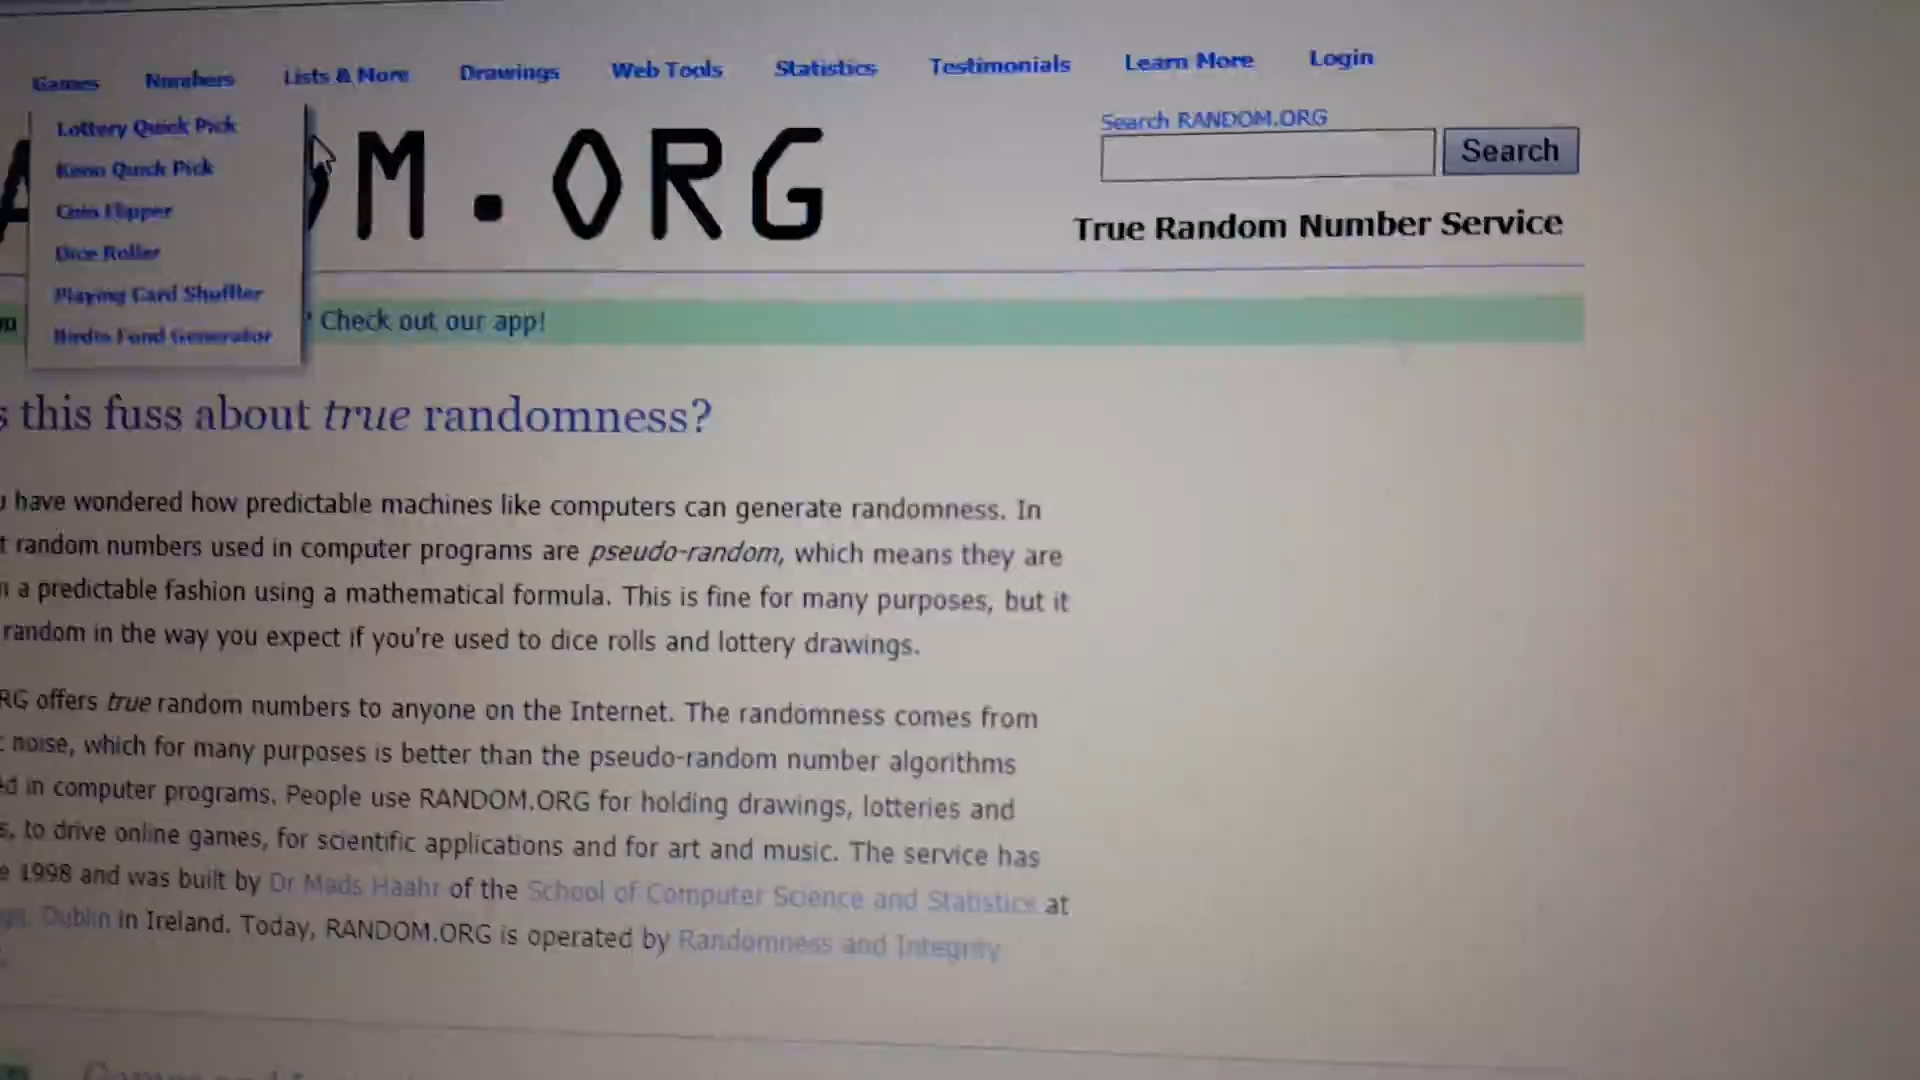 Games Numbers Lists & More Drawings Web Tools Statistics Testimonials Learn More Login
Lottery Quick Pick
Keno Quick Pick
Coin Flipper
Dice Roller
Playing Card Shuffler
Birdie Fund Generator
M.ORG
Search RANDOM.ORG
Search
True Random Number Service
Check out our app!
this fuss about true randomness?
have wondered how predictable machines like computers can generate randomness. In
random numbers used in computer programs are pseudo-random, which means they are
a predictable fashion using a mathematical formula. This is fine for many purposes, but it
random in the way you expect if you're used to dice rolls and lottery drawings.
RG offers true random numbers to anyone on the Internet. The randomness comes from
noise, which for many purposes is better than the pseudo-random number algorithms
in computer programs. People use RANDOM.ORG for holding drawings, lotteries and
to drive online games, for scientific applications and for art and music. The service has
1998 and was built by Dr Mads Haahr of the School of Computer Science and Statistics at
Dublin in Ireland. Today, RANDOM.ORG is operated by Randomness and Integrity